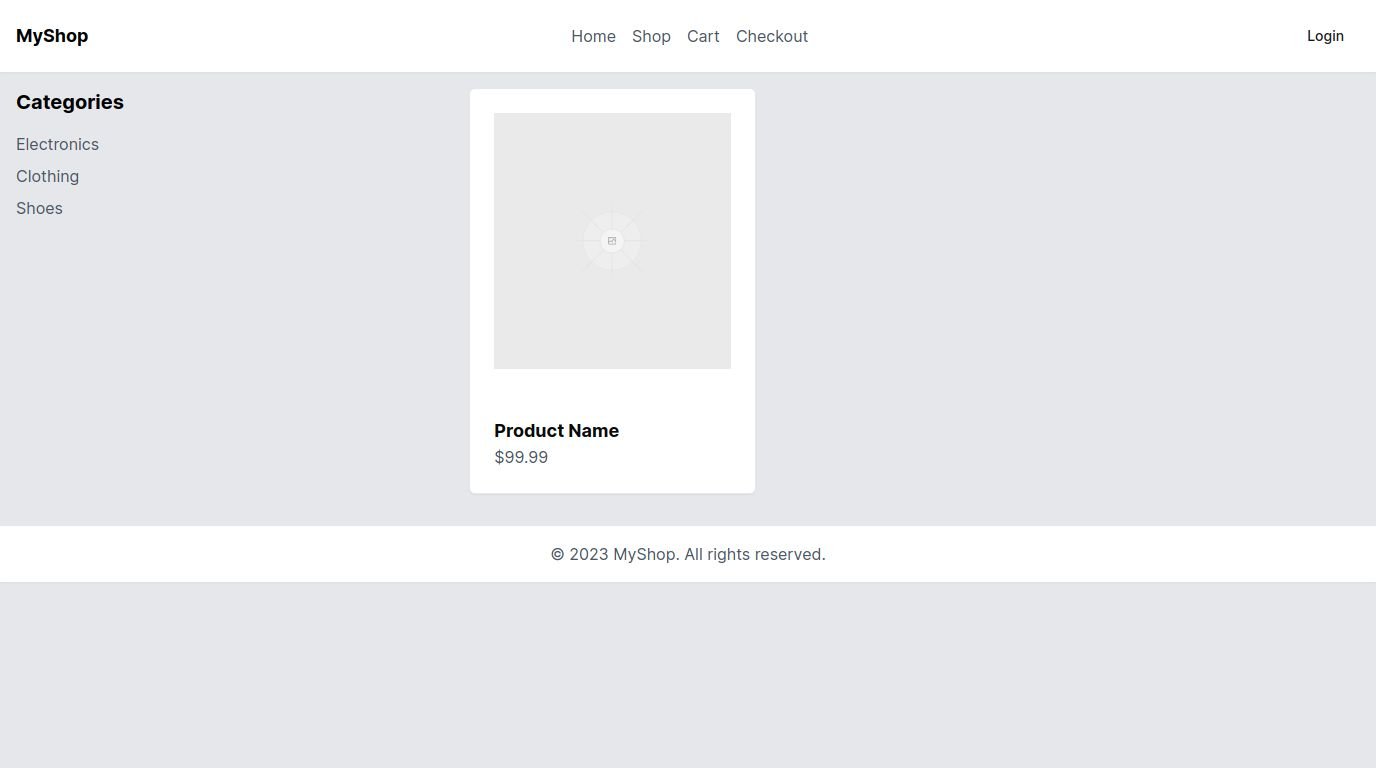 MyShop
Home Shop Cart Checkout
Login
Categories
Electronics
Clothing
Shoes
Product Name
$99.99
© 2023 MyShop. All rights reserved.